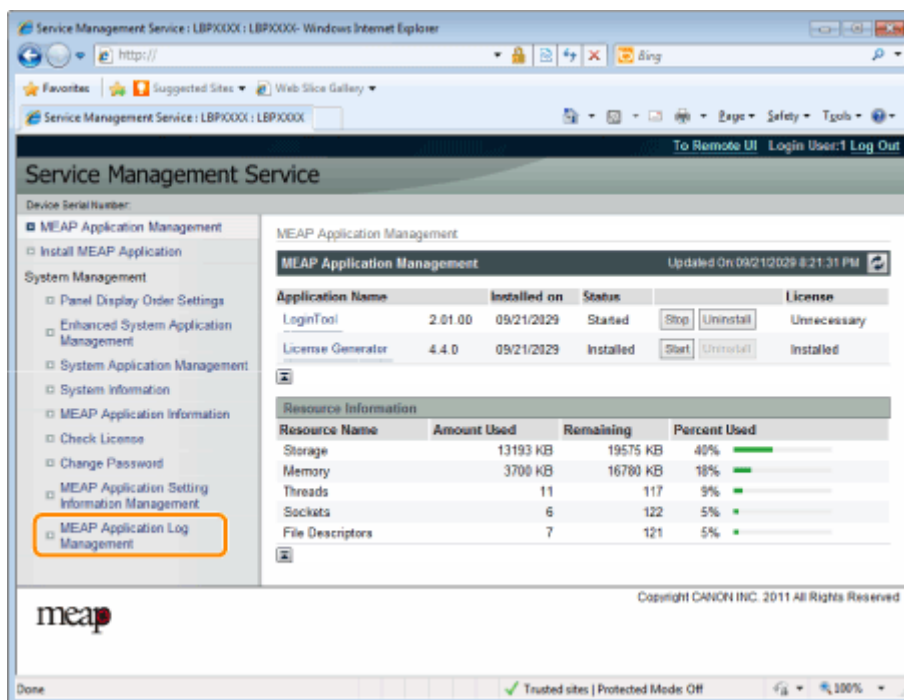 Service Management Service : LBPXXXX : LBPXXXX- Windows Internet Explorer
http://
Bing
Favorites Suggested Sites Web Slice Gallery
Service Management Service : LBPXXXX : LBPXXXX
Page Safety Tools
To Remote UI Login User:1 Log Out
Service Management Service
Device Serial Number:
MEAP Application Management
Install MEAP Application
System Management
Panel Display Order Settings
Enhanced System Application
Management
System Application Management
System Information
MEAP Application Information
Check License
Change Password
MEAP Application Setting
Information Management
MEAP Application Log
Management
MEAP Application Management
MEAP Application Management Updated On:09/21/2029 8:21:31 PM
Application Name Installed on Status License
LoginTool 2.01.00 09/21/2029 Started Stop Uninstall Unnecessary
License Generator 4.4.0 09/21/2029 Installed Start Uninstall Installed
Resource Information
Resource Name Amount Used Remaining Percent Used
Storage 13193 KB 19575 KB 40%
Memory 3700 KB 16780 KB 18%
Threads 11 117 9%
Sockets 6 122 5%
File Descriptors 7 121 5%
Copyright CANON INC. 2011 All Rights Reserved
meap
Done Trusted sites | Protected Mode: Off 100%